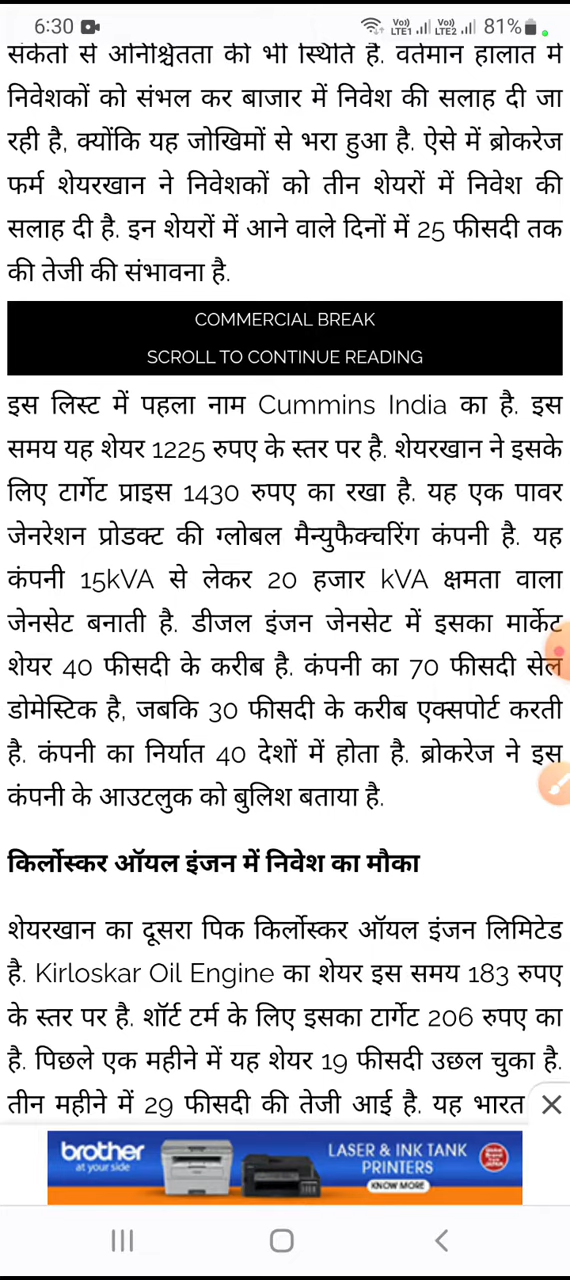 6:30
Vo)) LTE1 Vo)) LTE2 81%
संकेतों से अनिश्चितता की भी स्थिति है. वर्तमान हालात में
निवेशकों को संभल कर बाजार में निवेश की सलाह दी जा
रही है, क्योंकि यह जोखिमों से भरा हुआ है. ऐसे में ब्रोकरेज
फर्म शेयरखान ने निवेशकों को तीन शेयरों में निवेश की
सलाह दी है. इन शेयरों में आने वाले दिनों में 25 फीसदी तक
की तेजी की संभावना है.
COMMERCIAL BREAK
SCROLL TO CONTINUE READING
इस लिस्ट में पहला नाम Cummins India का है. इस
समय यह शेयर 1225 रुपए के स्तर पर है. शेयरखान ने इसके
लिए टार्गेट प्राइस 1430 रुपए का रखा है. यह एक पावर
जेनरेशन प्रोडक्ट की ग्लोबल मैन्युफैक्चरिंग कंपनी है. यह
कंपनी 15kVA से लेकर 20 हजार kVA क्षमता वाला
जेनसेट बनाती है. डीजल इंजन जेनसेट में इसका मार्केट
शेयर 40 फीसदी के करीब है. कंपनी का 70 फीसदी सेल
डोमेस्टिक है, जबकि 30 फीसदी के करीब एक्सपोर्ट करती
है. कंपनी का निर्यात 40 देशों में होता है. ब्रोकरेज ने इस
कंपनी के आउटलुक को बुलिश बताया है.
किर्लोस्कर ऑयल इंजन में निवेश का मौका
शेयरखान का दूसरा पिक किर्लोस्कर ऑयल इंजन लिमिटेड
है. Kirloskar Oil Engine का शेयर इस समय 183 रुपए
के स्तर पर है. शॉर्ट टर्म के लिए इसका टार्गेट 206 रुपए का
है. पिछले एक महीने में यह शेयर 19 फीसदी उछल चुका है.
तीन महीने में 29 फीसदी की तेजी आई है. यह भारत
brother
at your side
LASER & INK TANK
PRINTERS
KNOW MORE